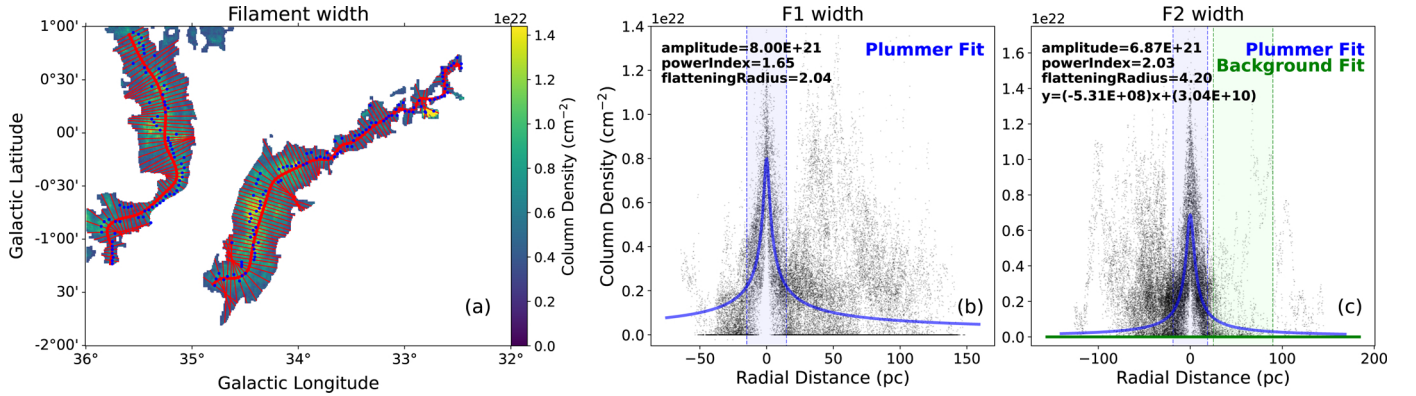 Filament width
1e22
1°00'
0°30'
00'
-0°30'
-1°00'
30'
-2°00'
36°
35°
34°
33°
32°
Galactic Latitude
Galactic Longitude
(a)
1.4
1.2
1.0
0.8
0.6
0.4
0.2
0.0
Column Density (cm⁻²)
F1 width
1e22
amplitude=8.00E+21
powerIndex=1.65
flatteningRadius=2.04
Plummer Fit
1.4
1.2
1.0
0.8
0.6
0.4
0.2
0.0
Column Density (cm⁻²)
−50
0
50
100
150
Radial Distance (pc)
(b)
F2 width
1e22
amplitude=6.87E+21
powerIndex=2.03
flatteningRadius=4.20
y=(-5.31E+08)x+(3.04E+10)
Plummer Fit
Background Fit
1.6
1.4
1.2
1.0
0.8
0.6
0.4
0.2
0.0
−100
0
100
200
Radial Distance (pc)
(c)